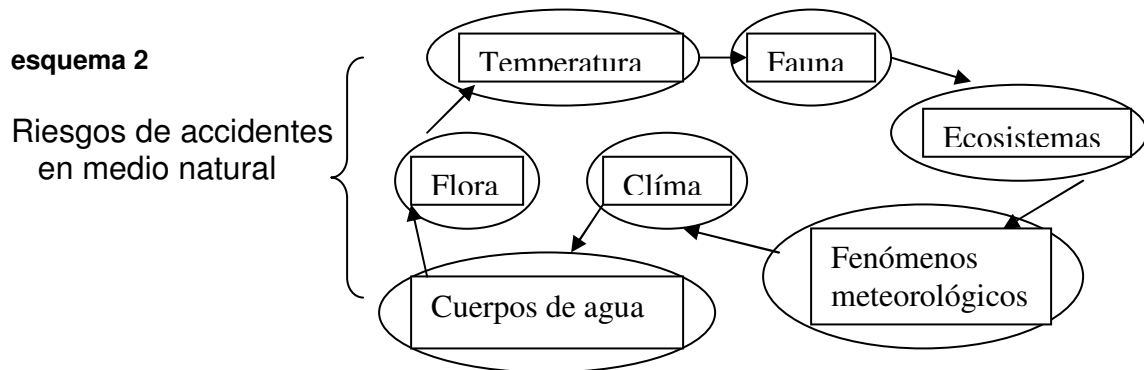 esquema 2
Riesgos de accidentes
en medio natural
Temperatura
Fauna
Ecosistemas
Flora
Clíma
Fenómenos
meteorológicos
Cuerpos de agua